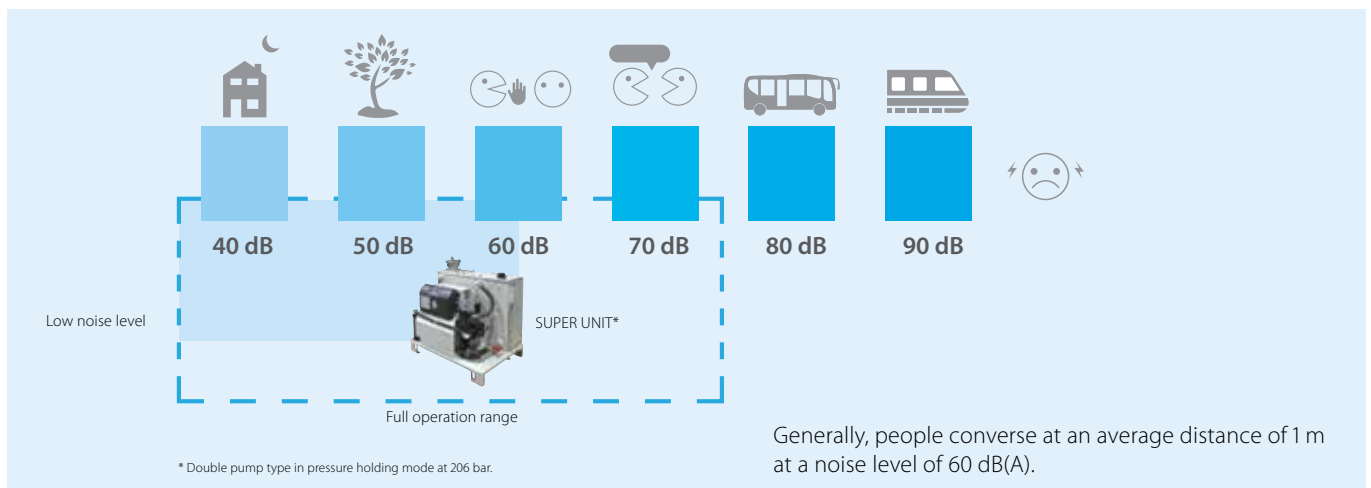 40 dB
50 dB
60 dB
70 dB
80 dB
90 dB
Low noise level
SUPER UNIT*
Full operation range
Generally, people converse at an average distance of 1 m
at a noise level of 60 dB(A).
* Double pump type in pressure holding mode at 206 bar.